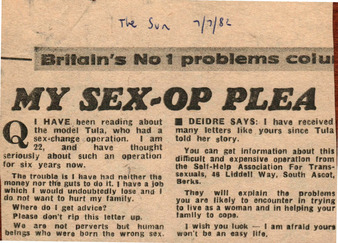 The Sun 7/7/82
Britain's No 1 problems colu
MY SEX-OP PLEA
Q I HAVE been reading about
the model Tula, who had a
sex-change operation. I am
22, and have thought
seriously about such an operation
for six years now.
The trouble is I have had neither the
money nor the guts to do it. I have a job
which I would undoubtedly lose and I
do not want to hurt my family.
Where do I get advice?
Please don't rip this letter up.
We are not perverts but human
beings who were born the wrong sex.
■ DEIDRE SAYS: I have received
many letters like yours since Tula
told her story.
You can get information about this
difficult and expensive operation from
the Self-Help Association For Trans-
sexuals, 46 Liddell Way, South Ascot,
Berks.
They will explain the problems
you are likely to encounter in trying
to live as a woman and in helping your
family to cope.
I wish you luck — I am afraid yours
won't be an easy life.